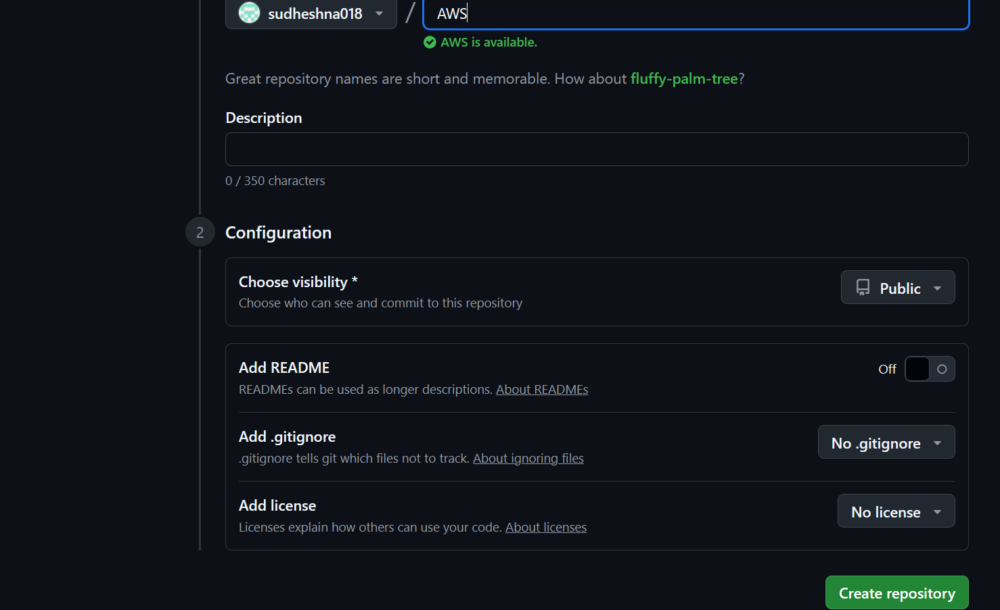 sudheshna018 / AWS
AWS is available.
Great repository names are short and memorable. How about fluffy-palm-tree?
Description
0 / 350 characters
2 Configuration
Choose visibility *
Choose who can see and commit to this repository
Public
Add README
READMEs can be used as longer descriptions. About READMEs
Off
Add .gitignore
.gitignore tells git which files not to track. About ignoring files
No .gitignore
Add license
Licenses explain how others can use your code. About licenses
No license
Create repository